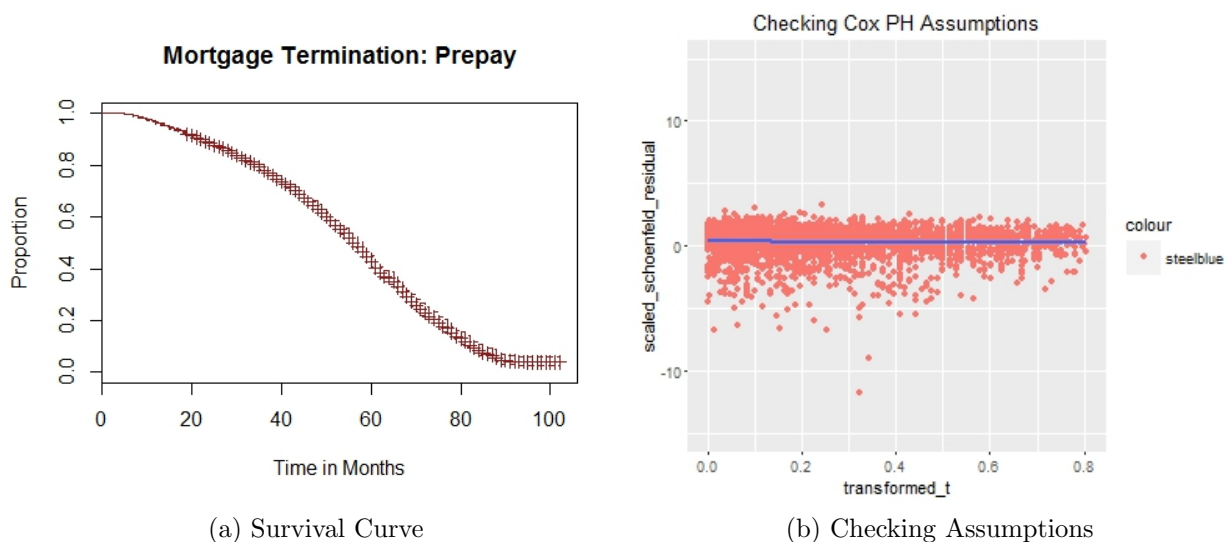 Mortgage Termination: Prepay
Proportion
1.0
0.8
0.6
0.4
0.2
0.0
0 20 40 60 80 100
Time in Months
(a) Survival Curve
Checking Cox PH Assumptions
scaled_schoenfeld_residual
10
0
-10
0.0 0.2 0.4 0.6 0.8
transformed_t
colour
steelblue
(b) Checking Assumptions